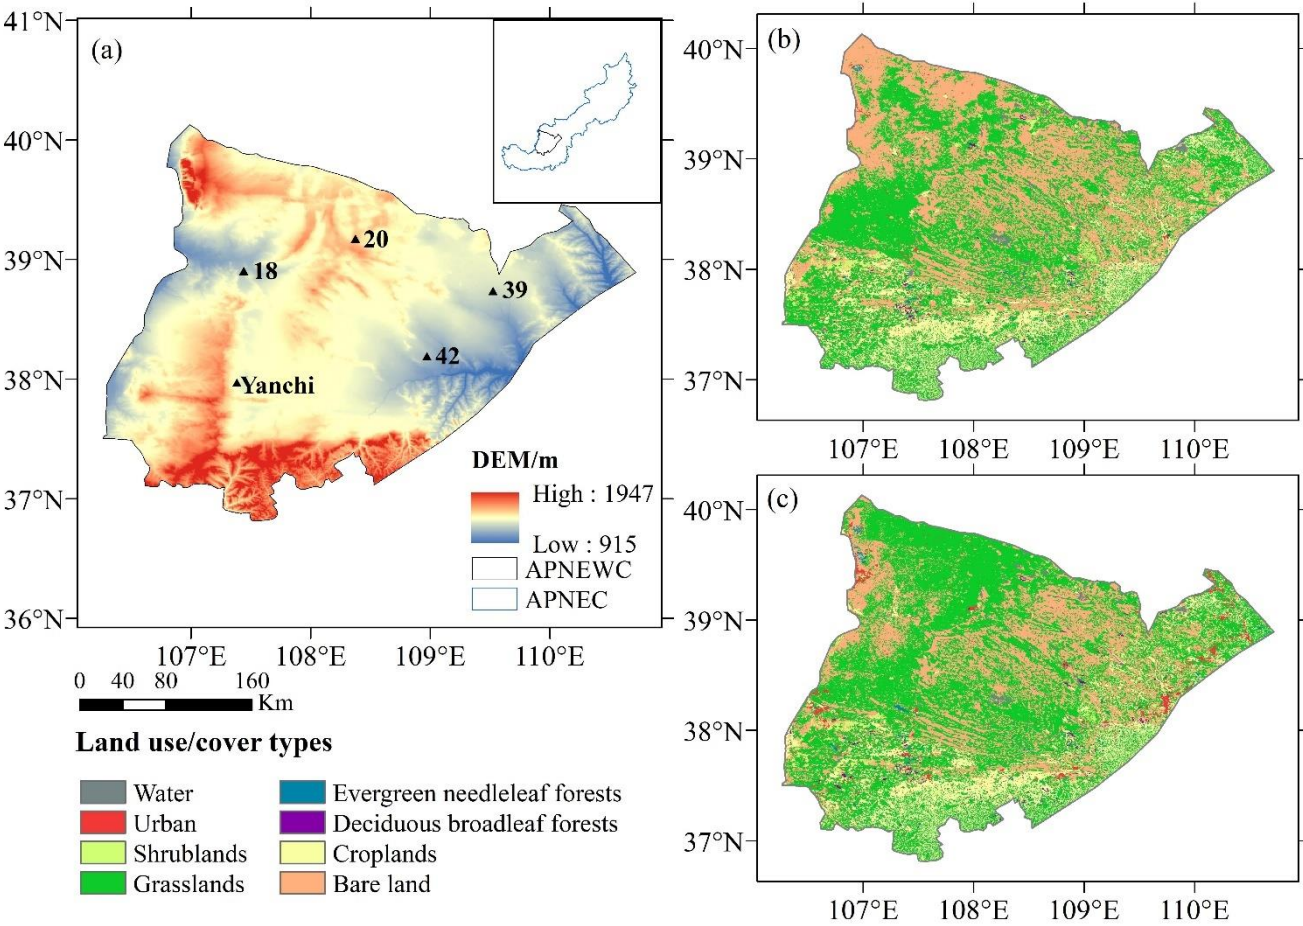 (a)
41°N
40°N
39°N
38°N
37°N
36°N
107°E 108°E 109°E 110°E
20
18
39
42
Yanchi
DEM/m
High : 1947
Low : 915
APNEWC
APNEC
0 40 80 160
Km
Land use/cover types
Water
Urban
Shrublands
Grasslands
Evergreen needleleaf forests
Deciduous broadleaf forests
Croplands
Bare land
(b)
40°N
39°N
38°N
37°N
107°E 108°E 109°E 110°E
(c)
40°N
39°N
38°N
37°N
107°E 108°E 109°E 110°E